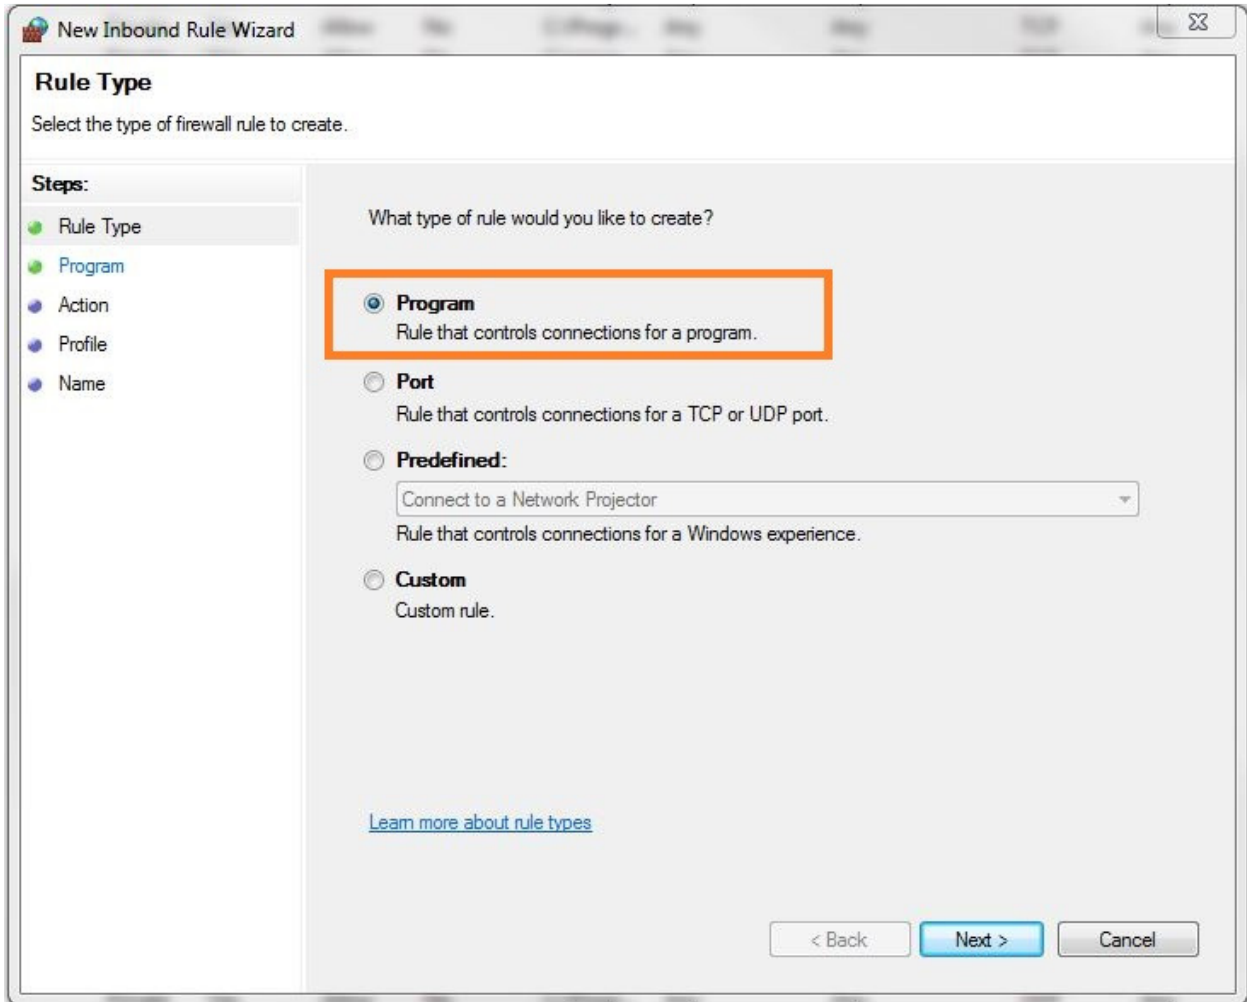 New Inbound Rule Wizard
Rule Type
Select the type of firewall rule to create.
Steps:
Rule Type
Program
Action
Profile
Name
What type of rule would you like to create?
Program
Rule that controls connections for a program.
Port
Rule that controls connections for a TCP or UDP port.
Predefined:
Connect to a Network Projector
Rule that controls connections for a Windows experience.
Custom
Custom rule.
Learn more about rule types
< Back
Next >
Cancel